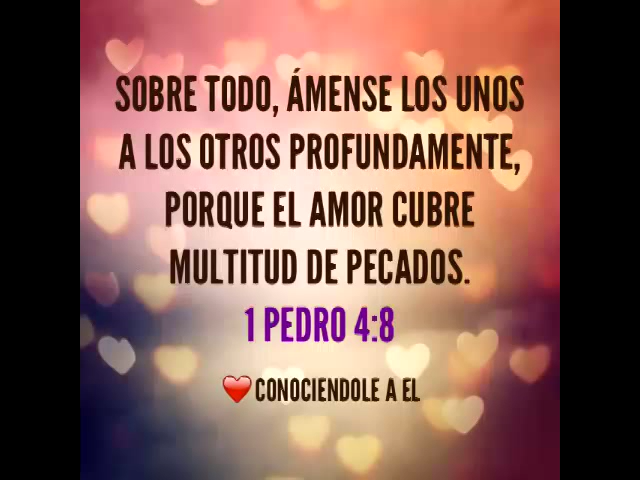 SOBRE TODO, ÁMENSE LOS UNOS
A LOS OTROS PROFUNDAMENTE,
PORQUE EL AMOR CUBRE
MULTITUD DE PECADOS.
1 PEDRO 4:8
❤️CONOCIENDOLE A EL